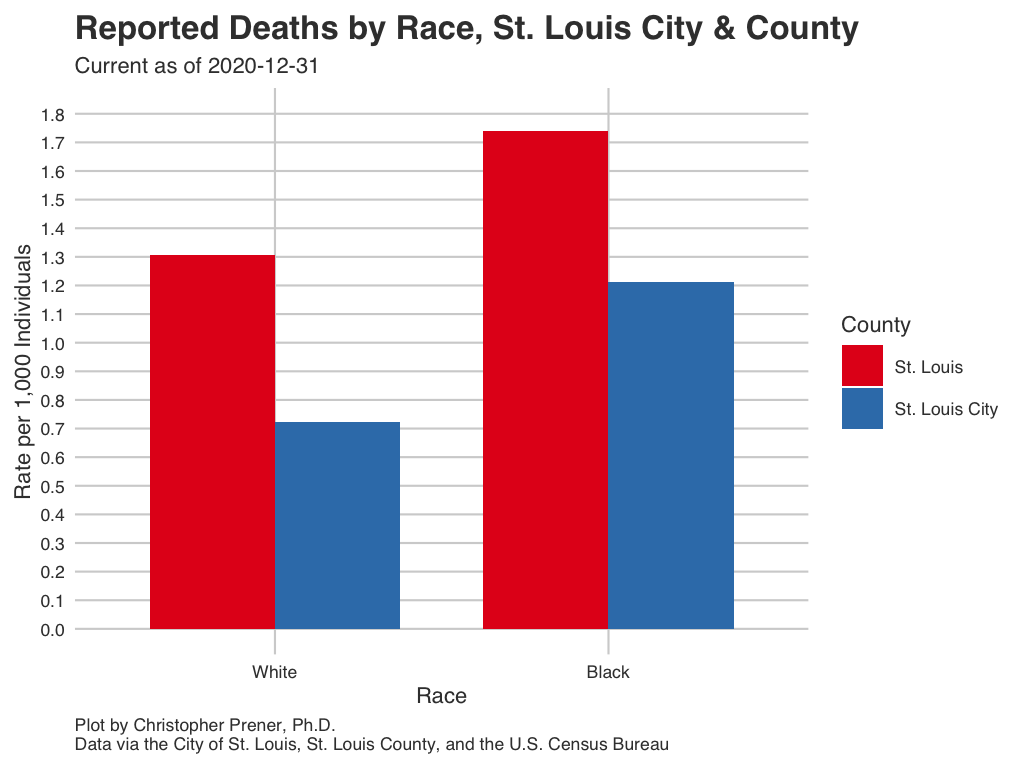 Reported Deaths by Race, St. Louis City & County
Current as of 2020-12-31
Rate per 1,000 Individuals
1.8
1.7
1.6
1.5
1.4
1.3
1.2
1.1
1.0
0.9
0.8
0.7
0.6
0.5
0.4
0.3
0.2
0.1
0.0
White
Black
Race
County
St. Louis
St. Louis City
Plot by Christopher Prener, Ph.D.
Data via the City of St. Louis, St. Louis County, and the U.S. Census Bureau